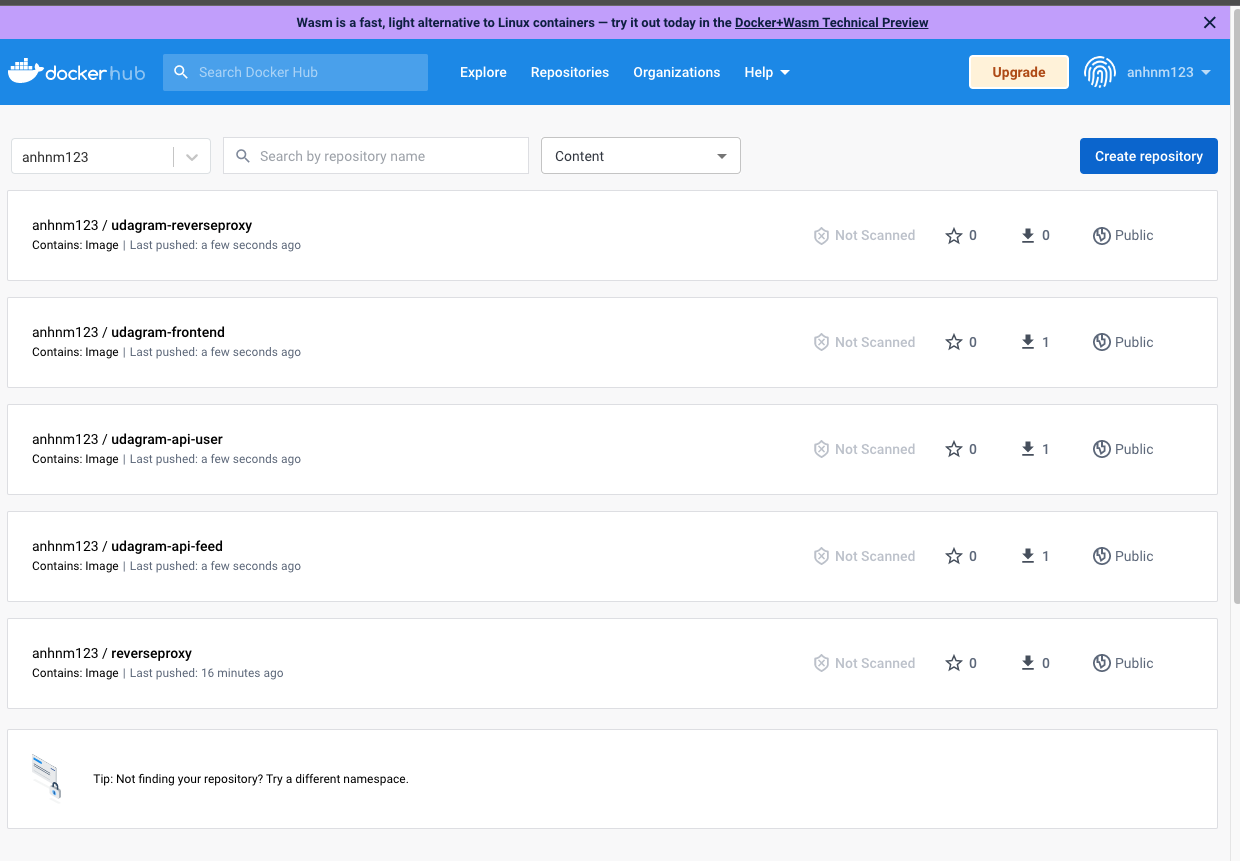 Wasm is a fast, light alternative to Linux containers — try it out today in the Docker+Wasm Technical Preview
dockerhub Search Docker Hub Explore Repositories Organizations Help Upgrade anhnm123
anhnm123 Search by repository name Content Create repository
anhnm123 / udagram-reverseproxy
Contains: Image | Last pushed: a few seconds ago
Not Scanned 0 0 Public
anhnm123 / udagram-frontend
Contains: Image | Last pushed: a few seconds ago
Not Scanned 0 1 Public
anhnm123 / udagram-api-user
Contains: Image | Last pushed: a few seconds ago
Not Scanned 0 1 Public
anhnm123 / udagram-api-feed
Contains: Image | Last pushed: a few seconds ago
Not Scanned 0 1 Public
anhnm123 / reverseproxy
Contains: Image | Last pushed: 16 minutes ago
Not Scanned 0 0 Public
Tip: Not finding your repository? Try a different namespace.